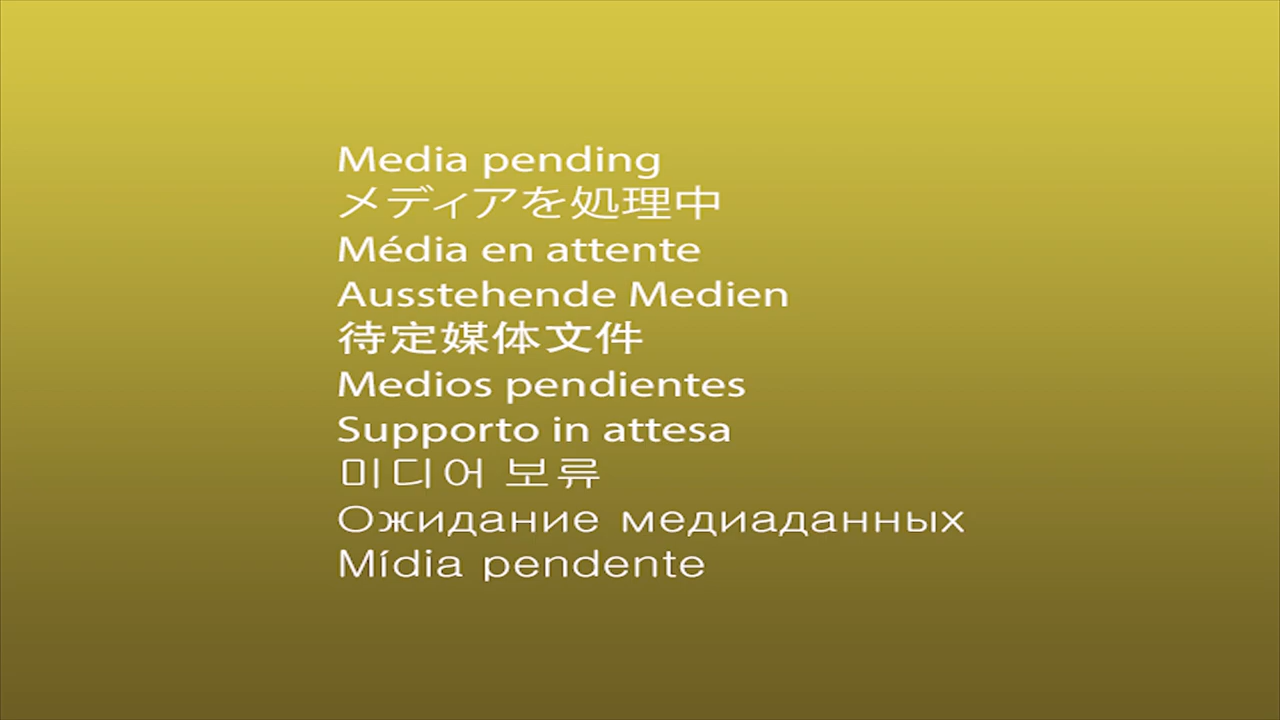 Media pending
メディアを処理中
Média en attente
Ausstehende Medien
待定媒体文件
Medios pendientes
Supporto in attesa
미디어 보류
Ожидание медиаданных
Mídia pendente